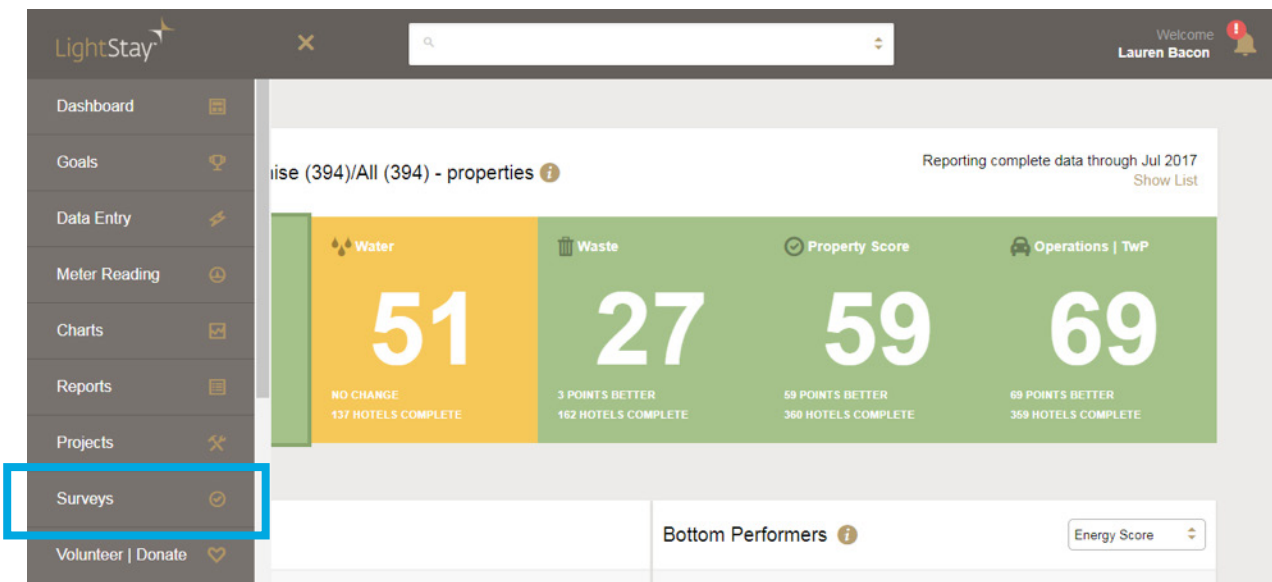 LightStay
Welcome
Lauren Bacon
Dashboard
Goals
Data Entry
Meter Reading
Charts
Reports
Projects
Surveys
Volunteer | Donate
ise (394)/All (394) - properties
Reporting complete data through Jul 2017
Show List
Water
51
NO CHANGE
137 HOTELS COMPLETE
Waste
27
3 POINTS BETTER
162 HOTELS COMPLETE
Property Score
59
59 POINTS BETTER
360 HOTELS COMPLETE
Operations | TwP
69
69 POINTS BETTER
359 HOTELS COMPLETE
Bottom Performers
Energy Score